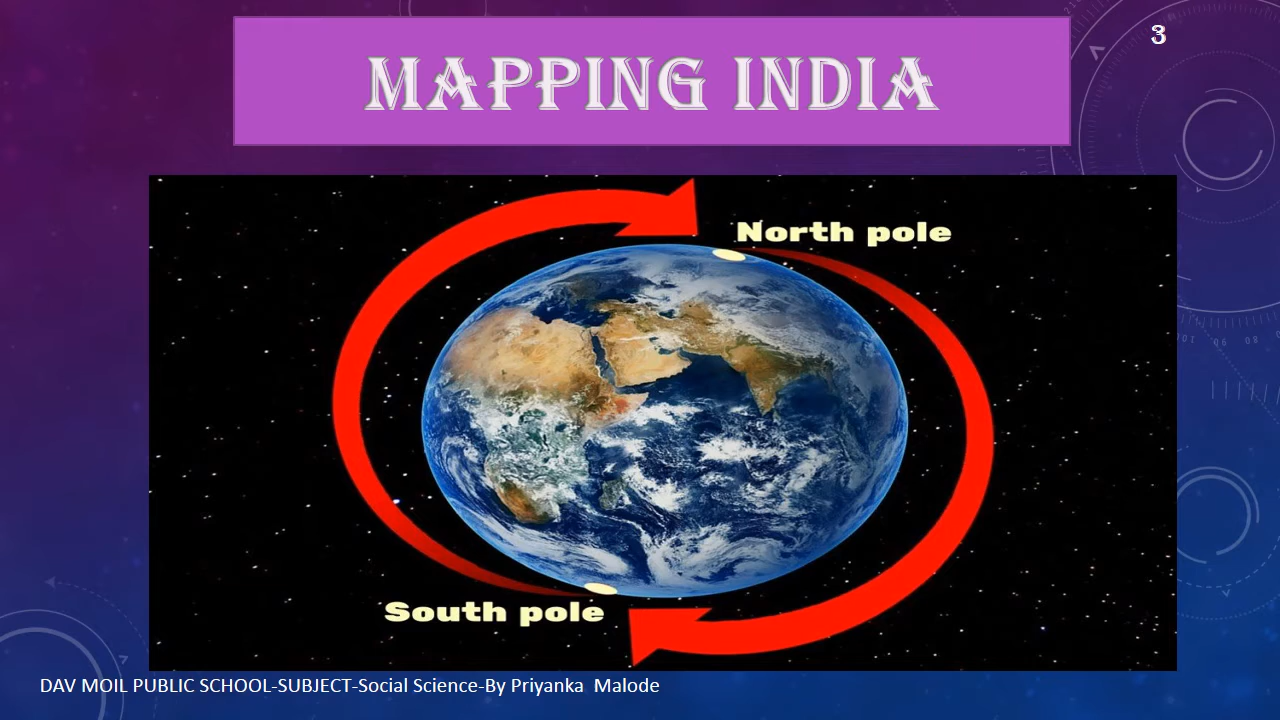 3
MAPPING INDIA
North pole
South pole
DAV MOIL PUBLIC SCHOOL-SUBJECT-Social Science-By Priyanka  Malode